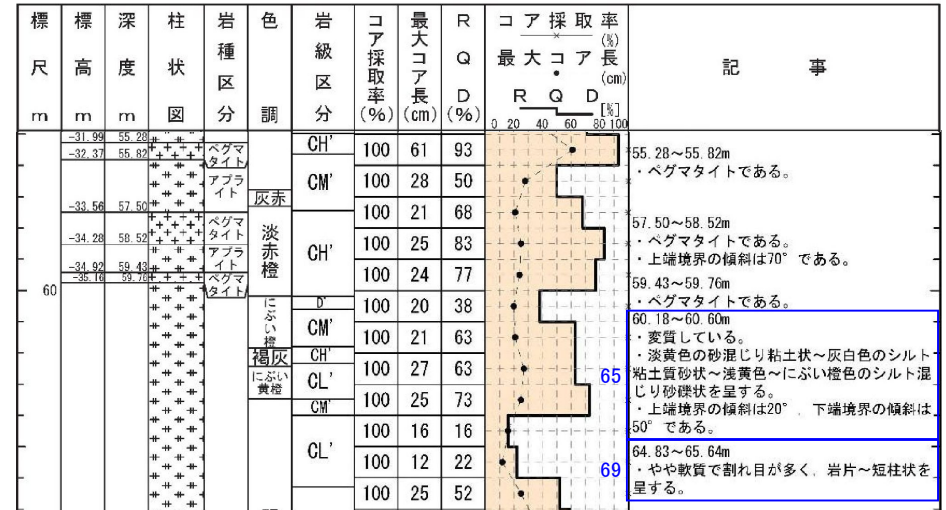 標尺 m
標高 m
深度 m
柱状図
岩種区分
色調
岩級区分
コア採取率(%)
最大コア長(cm)
RQD(%)
コア採取率(%)
最大コア長(cm)
RQD[%]
0 20 40 60 80 100
記事
-31.99 55.28
-32.37 55.82
-33.56 57.50
-34.28 58.52
-34.92 59.43
-35.16 59.76
60
ペグマタイト
アプライト
ペグマタイト
アプライト
ペグマタイト
灰赤
淡赤橙
にぶい橙
褐灰
にぶい黄橙
CH'
CM'
CH'
D'
CM'
CH'
CL'
CM'
CL'
100 61 93
100 28 50
100 21 68
100 25 83
100 24 77
100 20 38
100 21 63
100 27 63
100 25 73
100 16 16
100 12 22
100 25 52
55.28~55.82m
・ペグマタイトである。
57.50~58.52m
・ペグマタイトである。
・上端境界の傾斜は70°である。
59.43~59.76m
・ペグマタイトである。
60.18~60.60m
・変質している。
・淡黄色の砂混じり粘土状~灰白色のシルト
65
粘土質砂状~浅黄色~にぶい橙色のシルト混
じり砂礫状を呈する。
・上端境界の傾斜は20°，下端境界の傾斜は
50°である。
64.83~65.64m
69
・やや軟質で割れ目が多く，岩片~短柱状を
呈する。